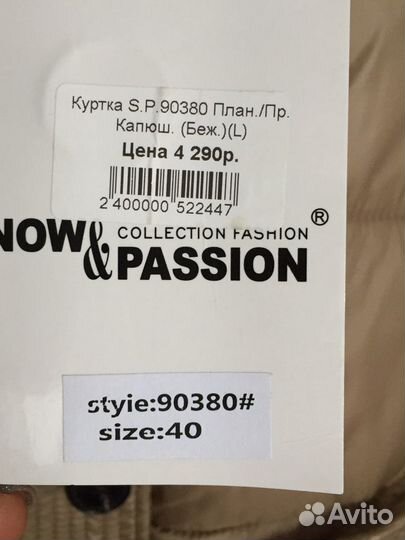 Куртка S.P.90380 План./Пр.
Капюш. (Беж.)(L)
Цена 4 290р.
2 400000 522447
NOW& COLLECTION FASHION ®
PASSION
styie:90380#
size:40
Avito